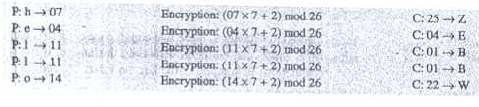 P: h → 07 Encryption: (07 × 7 + 2) mod 26 C: 25 → Z
P: e → 04 Encryption: (04 × 7 + 2) mod 26 C: 04 → E
P: l → 11 Encryption: (11 × 7 + 2) mod 26 C: 01 → B
P: l → 11 Encryption: (11 × 7 + 2) mod 26 C: 01 → B
P: o → 14 Encryption: (14 × 7 + 2) mod 26 C: 22 → W